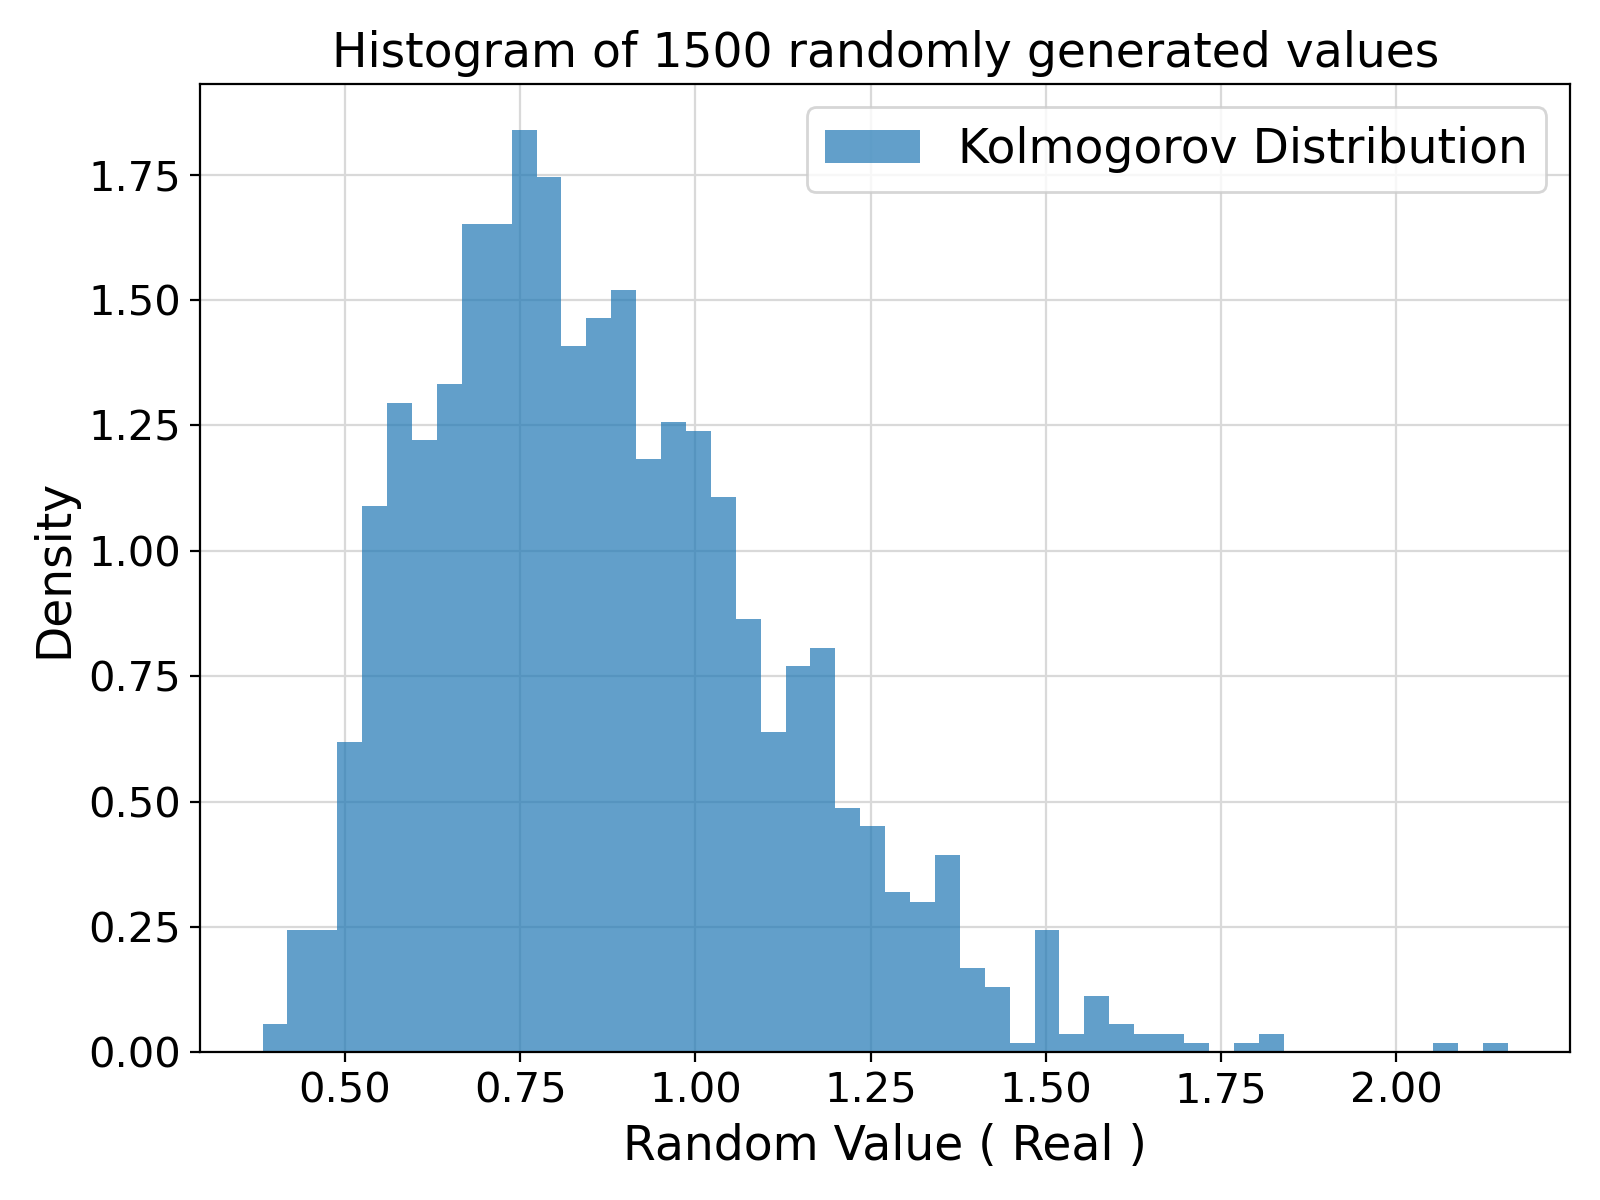 Histogram of 1500 randomly generated values
Kolmogorov Distribution
1.75
1.50
1.25
1.00
0.75
0.50
0.25
0.00
Density
0.50 0.75 1.00 1.25 1.50 1.75 2.00
Random Value ( Real )